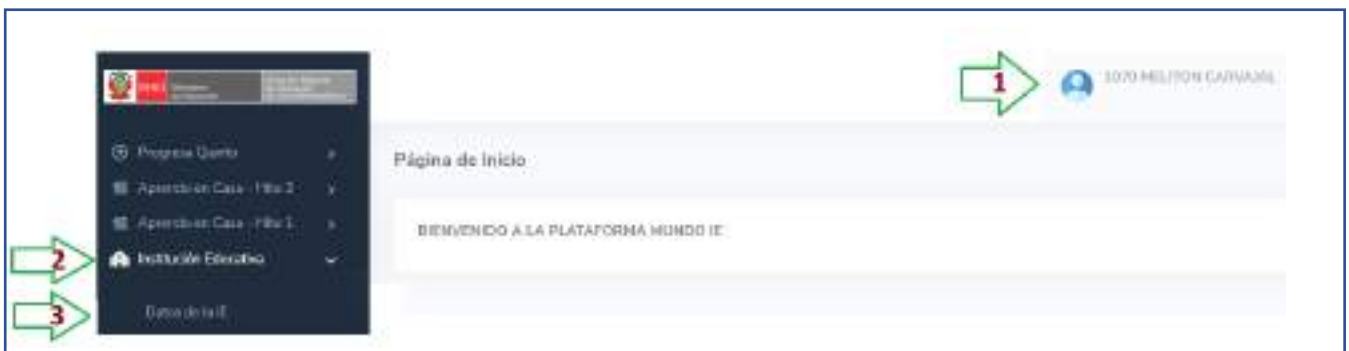 PERÚ
1
1070 MELITON CARVAJAL
Progresa Quinto
Página de Inicio
Aprendo en Casa - Hito 2
Aprendo en Casa - Hito 1
BIENVENIDO A LA PLATAFORMA MUNDO IE
2
Institución Educativa
3
Datos de la IE